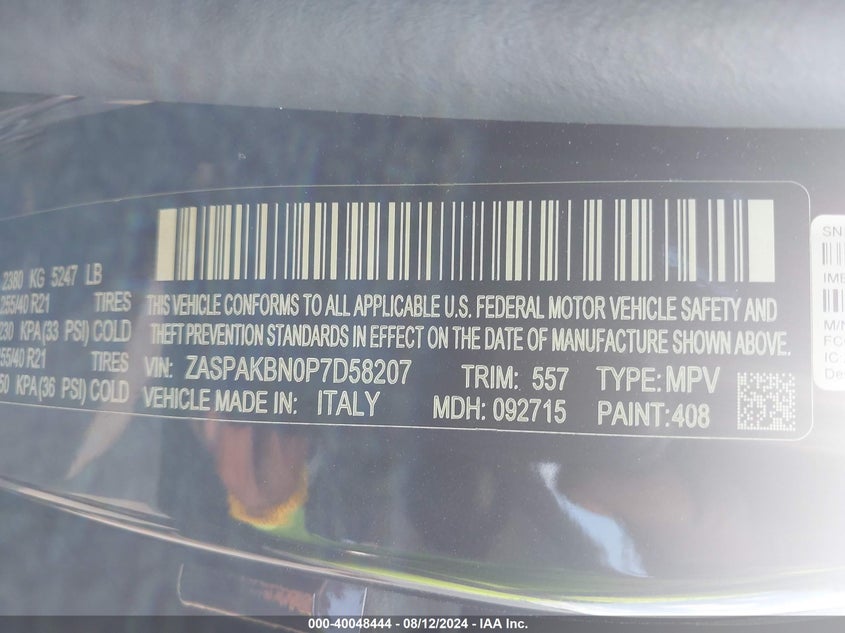 2380 KG 5247 LB
255/40 R21 TIRES
230 KPA(33 PSI) COLD
255/40 R21 TIRES
KPA(36 PSI) COLD
THIS VEHICLE CONFORMS TO ALL APPLICABLE U.S. FEDERAL MOTOR VEHICLE SAFETY AND
THEFT PREVENTION STANDARDS IN EFFECT ON THE DATE OF MANUFACTURE SHOWN ABOVE.
VIN: ZASPAKBN0P7D58207 TRIM: 557 TYPE: MPV
VEHICLE MADE IN: ITALY MDH: 092715 PAINT:408
SN
M/N
000-40048444 - 08/12/2024 - IAA Inc.